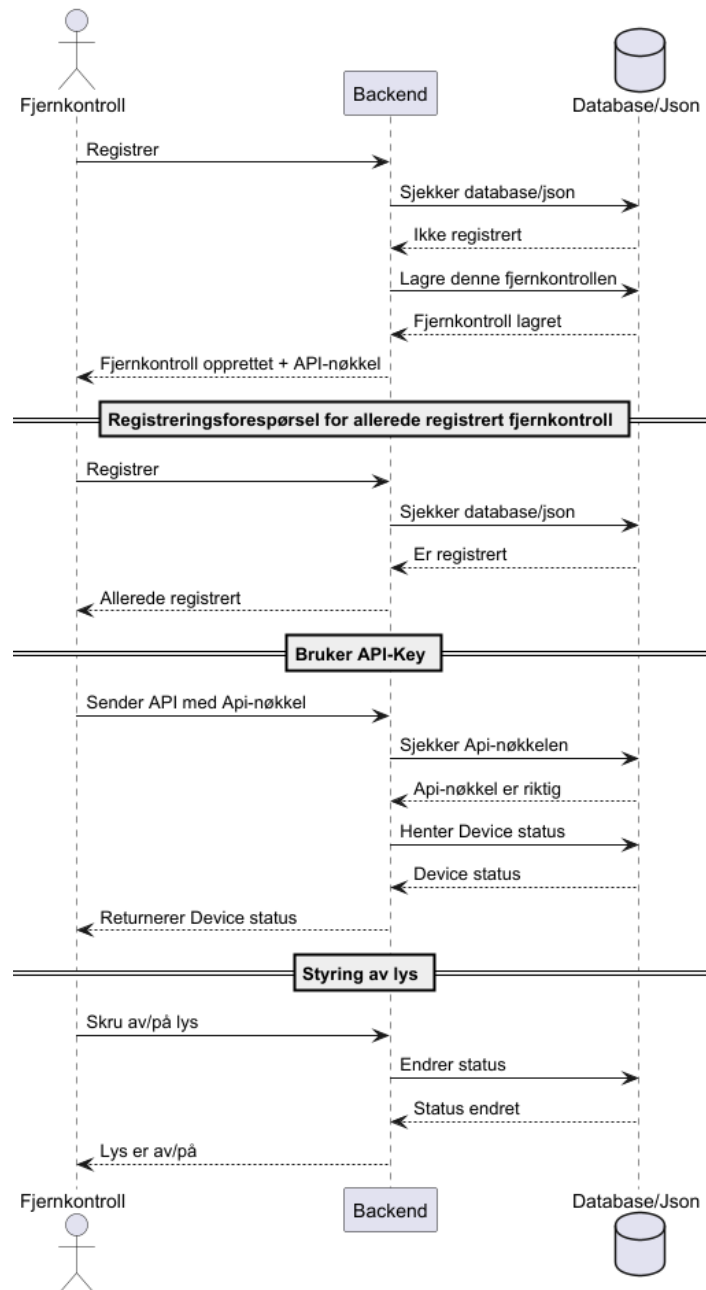 Fjernkontroll
Backend
Database/Json
Registrer
Sjekker database/json
Ikke registrert
Lagre denne fjernkontrollen
Fjernkontroll lagret
Fjernkontroll opprettet + API-nøkkel
Registreringsforespørsel for allerede registrert fjernkontroll
Registrer
Sjekker database/json
Er registrert
Allerede registrert
Bruker API-Key
Sender API med Api-nøkkel
Sjekker Api-nøkkelen
Api-nøkkel er riktig
Henter Device status
Device status
Returnerer Device status
Styring av lys
Skru av/på lys
Endrer status
Status endret
Lys er av/på
Fjernkontroll
Backend
Database/Json